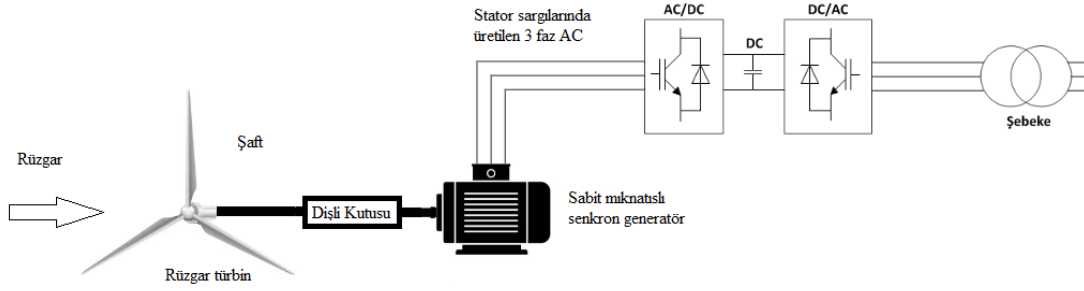 Stator sargılarında
üretilen 3 faz AC
AC/DC
DC
DC/AC
Şebeke
Rüzgar
Şaft
Dişli Kutusu
Sabit mıknatıslı
senkron generatör
Rüzgar türbin